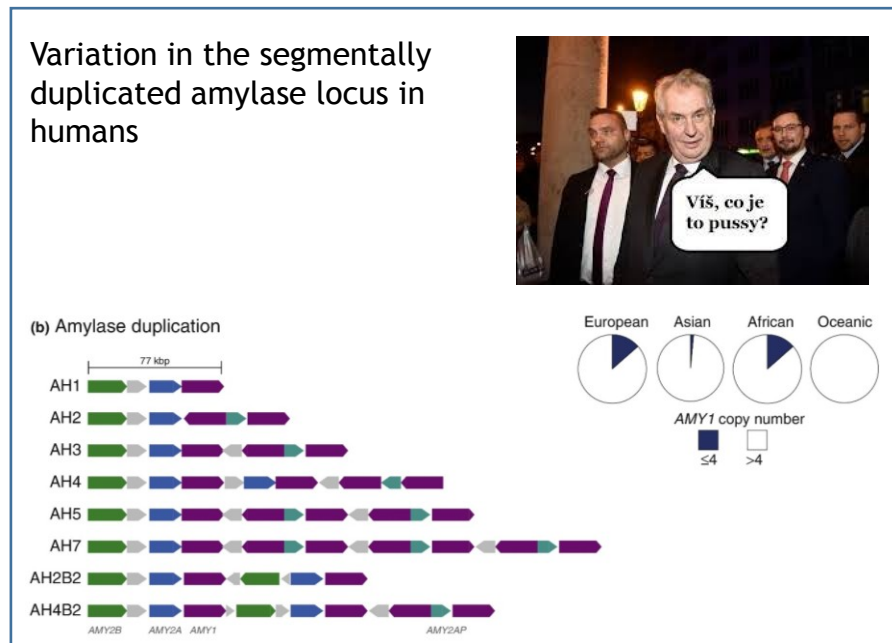 Variation in the segmentally
duplicated amylase locus in
humans
Víš, co je
to pussy?
(b) Amylase duplication
77 kbp
AH1
AH2
AH3
AH4
AH5
AH7
AH2B2
AH4B2
AMY2B AMY2A AMY1 AMY2AP
European Asian African Oceanic
AMY1 copy number
≤4 >4